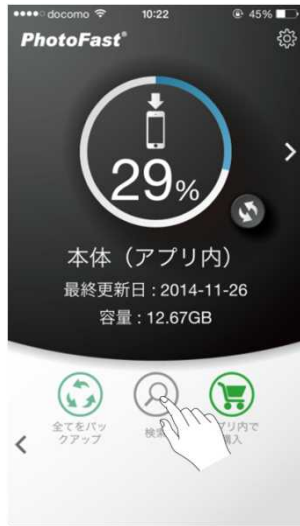 docomo 10:22 45%
PhotoFast®
29%
本体（アプリ内）
最終更新日 : 2014-11-26
容量 : 12.67GB
全てをバッ
クアップ
検索
プリ内で
購入